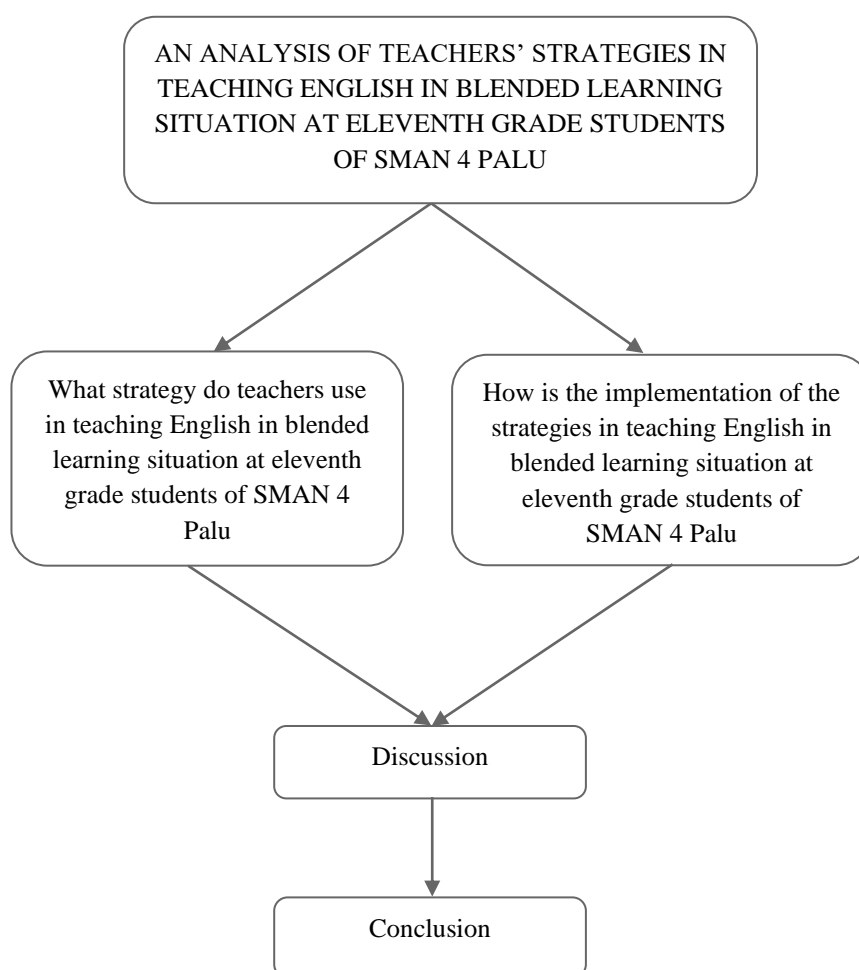 AN ANALYSIS OF TEACHERS’ STRATEGIES IN
TEACHING ENGLISH IN BLENDED LEARNING
SITUATION AT ELEVENTH GRADE STUDENTS
OF SMAN 4 PALU
What strategy do teachers use
in teaching English in blended
learning situation at eleventh
grade students of SMAN 4
Palu
How is the implementation of the
strategies in teaching English in
blended learning situation at
eleventh grade students of
SMAN 4 Palu
Discussion
Conclusion